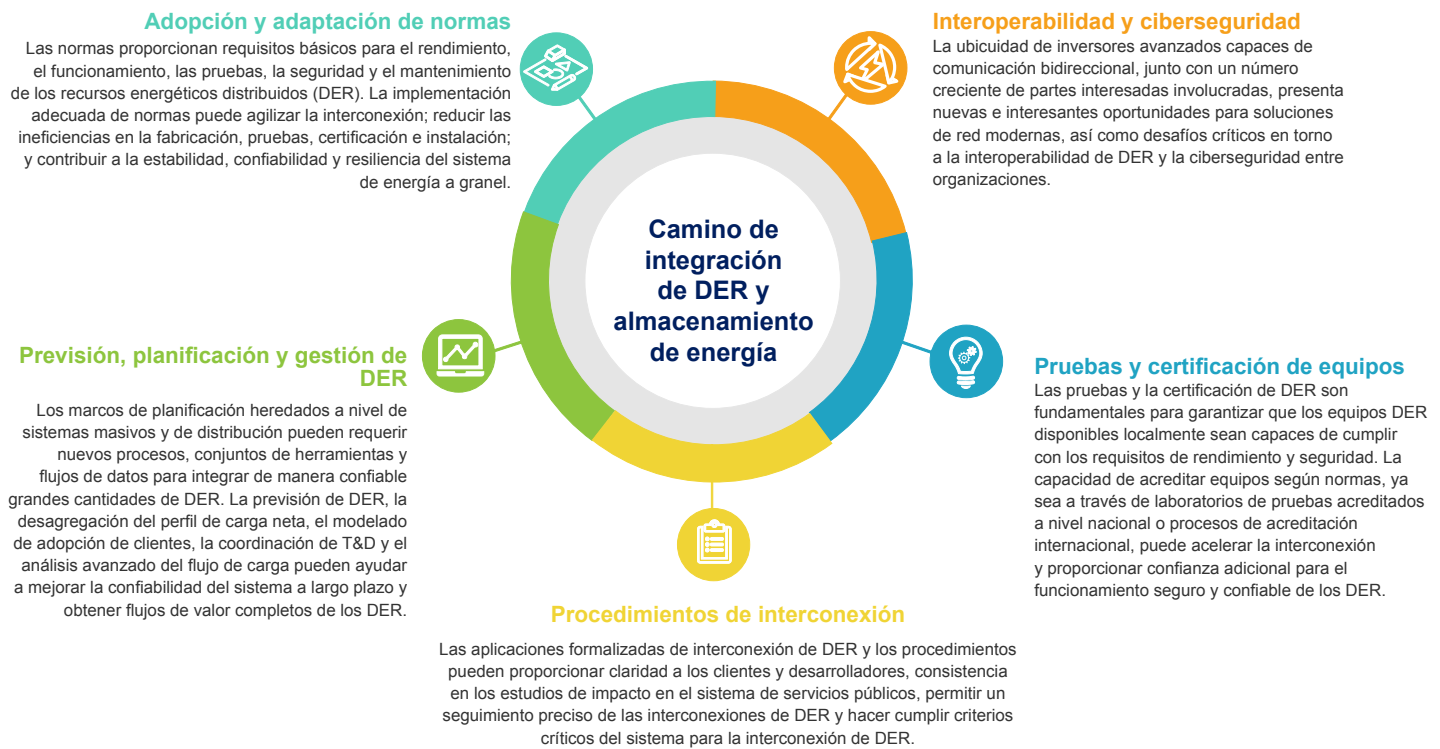 Adopción y adaptación de normas
Las normas proporcionan requisitos básicos para el rendimiento,
el funcionamiento, las pruebas, la seguridad y el mantenimiento
de los recursos energéticos distribuidos (DER). La implementación
adecuada de normas puede agilizar la interconexión; reducir las
ineficiencias en la fabricación, pruebas, certificación e instalación;
y contribuir a la estabilidad, confiabilidad y resiliencia del sistema
de energía a granel.
Interoperabilidad y ciberseguridad
La ubicuidad de inversores avanzados capaces de
comunicación bidireccional, junto con un número
creciente de partes interesadas involucradas, presenta
nuevas e interesantes oportunidades para soluciones
de red modernas, así como desafíos críticos en torno
a la interoperabilidad de DER y la ciberseguridad entre
organizaciones.
Camino de
integración
de DER y
almacenamiento
de energía
Previsión, planificación y gestión de
DER
Los marcos de planificación heredados a nivel de
sistemas masivos y de distribución pueden requerir
nuevos procesos, conjuntos de herramientas y
flujos de datos para integrar de manera confiable
grandes cantidades de DER. La previsión de DER, la
desagregación del perfil de carga neta, el modelado
de adopción de clientes, la coordinación de T&D y el
análisis avanzado del flujo de carga pueden ayudar
a mejorar la confiabilidad del sistema a largo plazo y
obtener flujos de valor completos de los DER.
Pruebas y certificación de equipos
Las pruebas y la certificación de DER son
fundamentales para garantizar que los equipos DER
disponibles localmente sean capaces de cumplir
con los requisitos de rendimiento y seguridad. La
capacidad de acreditar equipos según normas, ya
sea a través de laboratorios de pruebas acreditados
a nivel nacional o procesos de acreditación
internacional, puede acelerar la interconexión
y proporcionar confianza adicional para el
funcionamiento seguro y confiable de los DER.
Procedimientos de interconexión
Las aplicaciones formalizadas de interconexión de DER y los procedimientos
pueden proporcionar claridad a los clientes y desarrolladores, consistencia
en los estudios de impacto en el sistema de servicios públicos, permitir un
seguimiento preciso de las interconexiones de DER y hacer cumplir criterios
críticos del sistema para la interconexión de DER.